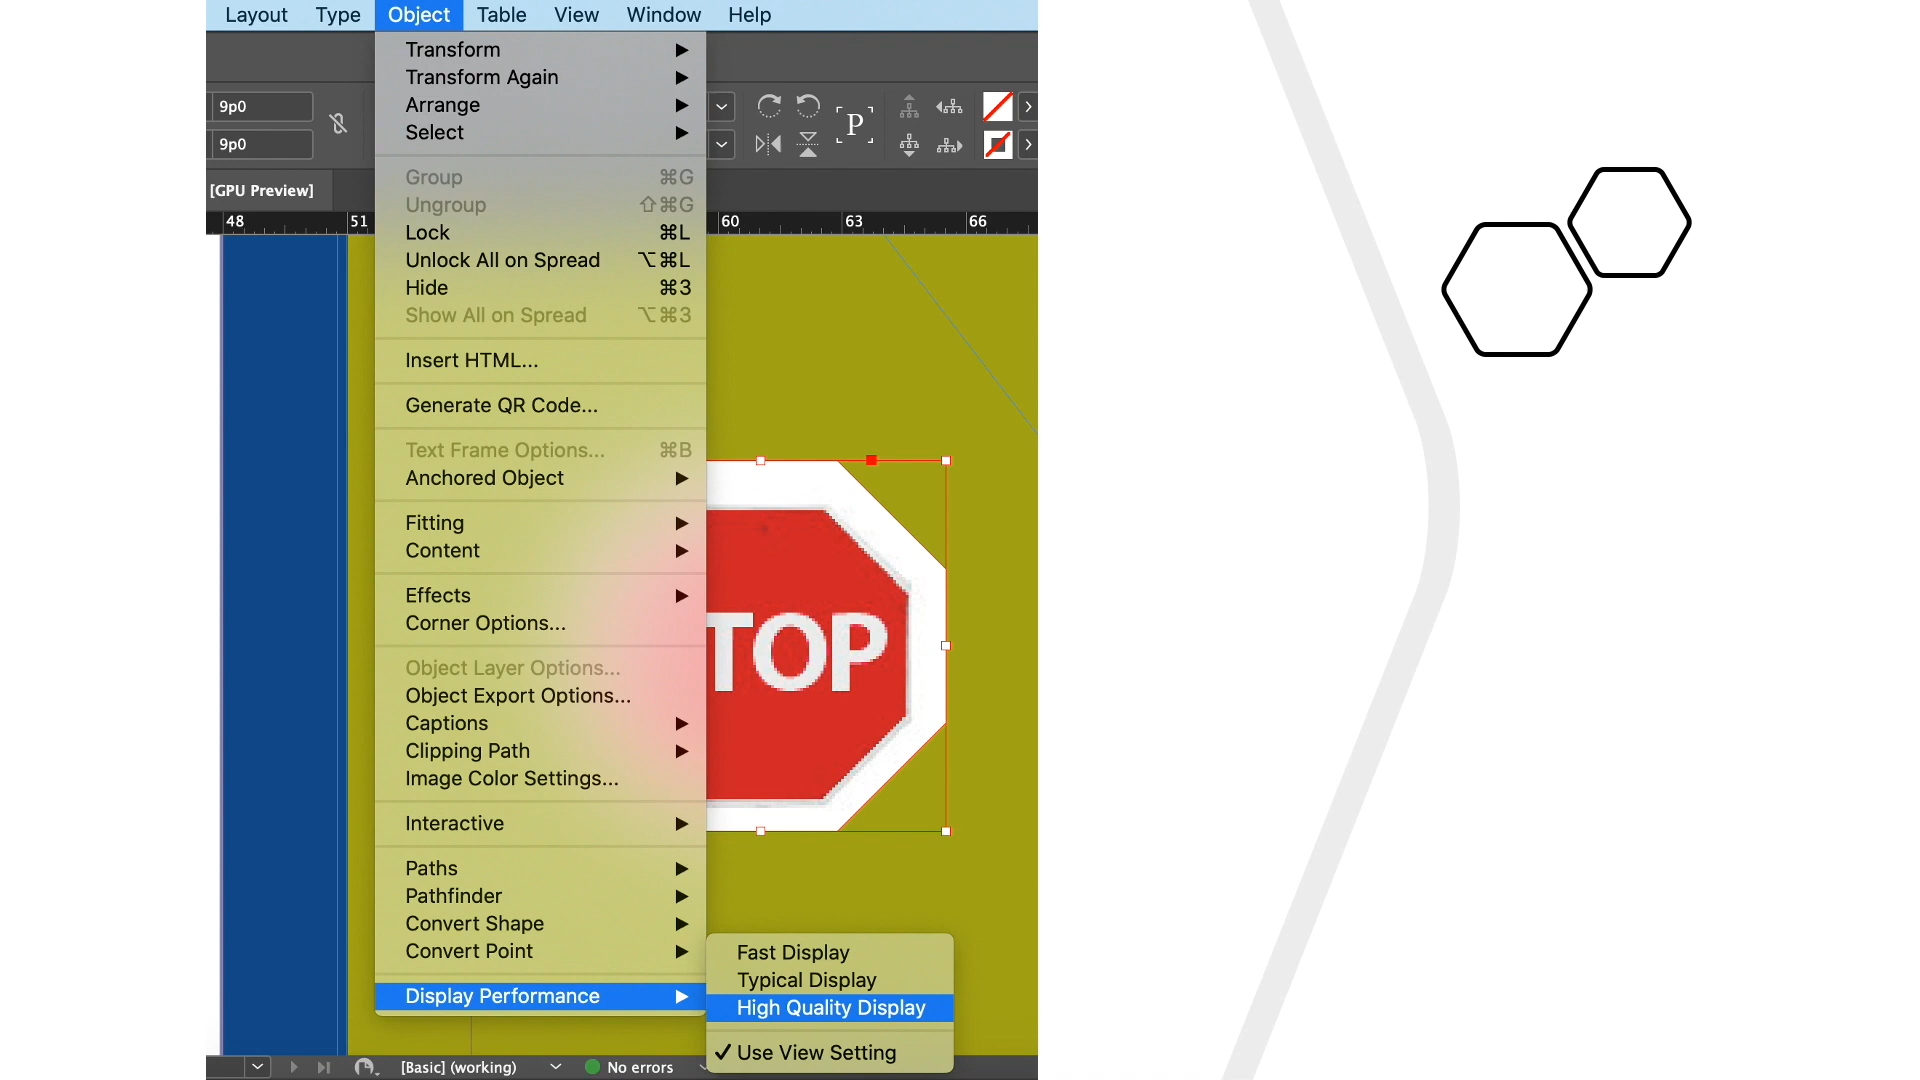 Layout Type Object Table View Window Help
Transform
Transform Again
Arrange
Select
9p0
9p0
P
Group ⌘G
Ungroup ⇧⌘G
[GPU Preview]
48 51 60 63 66
Lock ⌘L
Unlock All on Spread ⌥⌘L
Hide ⌘3
Show All on Spread ⌥⌘3
Insert HTML...
Generate QR Code...
Text Frame Options... ⌘B
Anchored Object
Fitting
Content
Effects
Corner Options...
TOP
Object Layer Options...
Object Export Options...
Captions
Clipping Path
Image Color Settings...
Interactive
Paths
Pathfinder
Convert Shape
Convert Point
Display Performance
Fast Display
Typical Display
High Quality Display
✓ Use View Setting
[Basic] (working) No errors